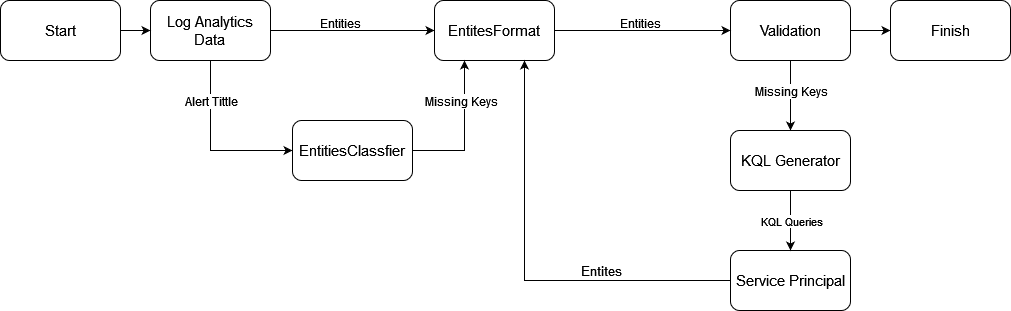 Start
Log Analytics
Data
Entities
EntitesFormat
Entities
Validation
Finish
Alert Tittle
Missing Keys
Missing Keys
EntitiesClassfier
KQL Generator
KQL Queries
Entites
Service Principal